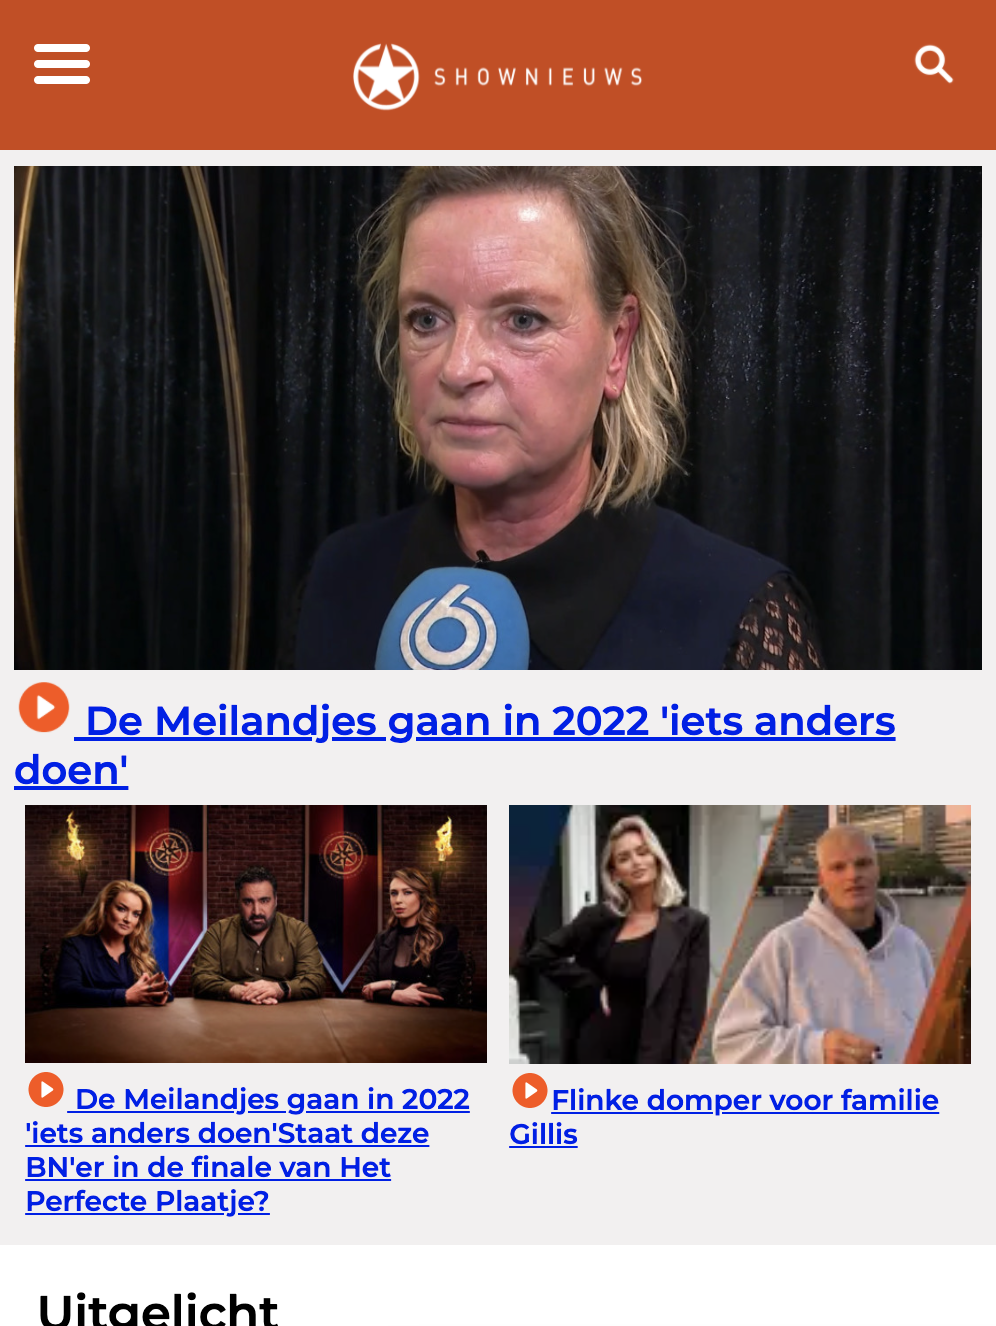 SHOWNIEUWS
6
De Meilandjes gaan in 2022 'iets anders
doen'
De Meilandjes gaan in 2022
'iets anders doen'Staat deze
BN'er in de finale van Het
Perfecte Plaatje?
Flinke domper voor familie
Gillis
Uitgelicht